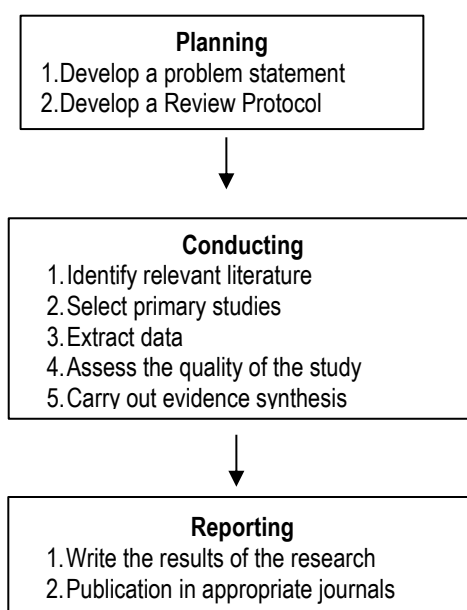 Planning
1.Develop a problem statement
2.Develop a Review Protocol
Conducting
1.Identify relevant literature
2.Select primary studies
3.Extract data
4.Assess the quality of the study
5.Carry out evidence synthesis
Reporting
1.Write the results of the research
2.Publication in appropriate journals